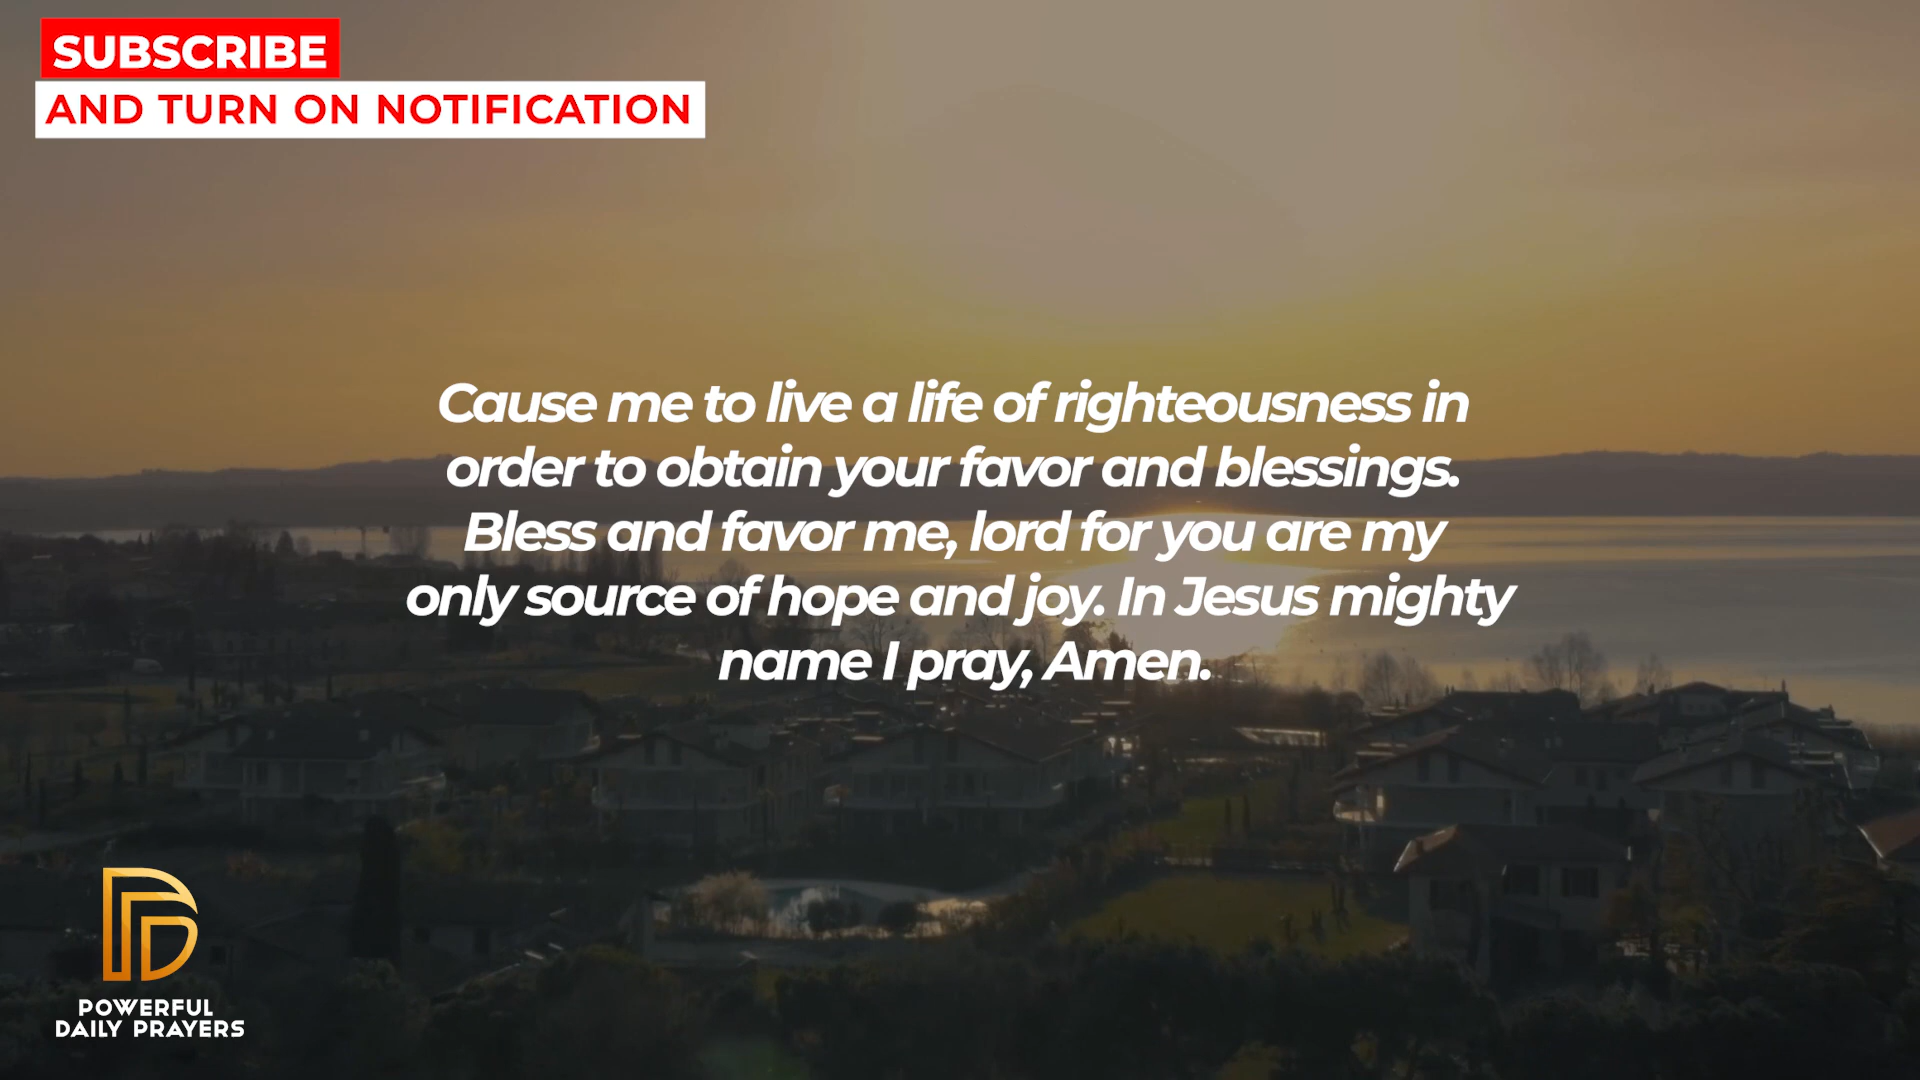 SUBSCRIBE
AND TURN ON NOTIFICATION
Cause me to live a life of righteousness in
order to obtain your favor and blessings.
Bless and favor me, lord for you are my
only source of hope and joy. In Jesus mighty
name I pray, Amen.
POWERFUL
DAILY PRAYERS